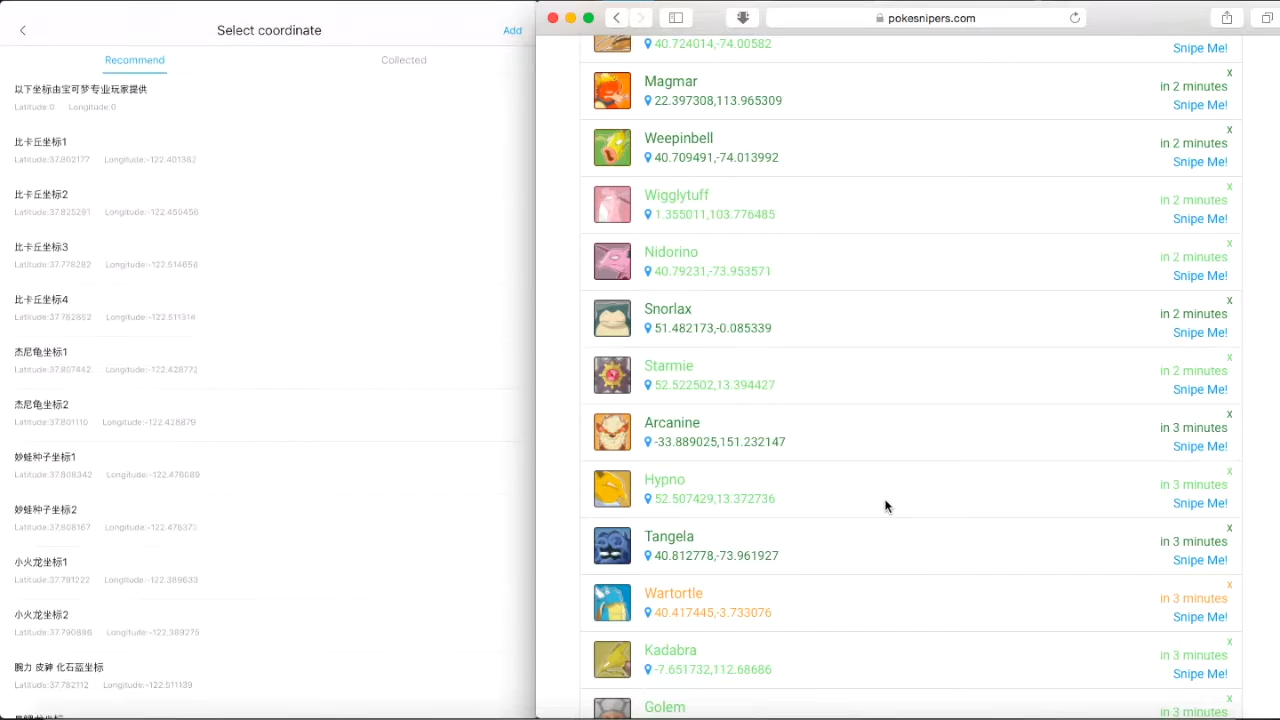 Select coordinate
Add
Recommend
Collected
以下坐标由宝可梦专业玩家提供
Latitude:0 Longitude:0
比卡丘坐标1
Latitude:37.802177 Longitude:-122.401382
比卡丘坐标2
Latitude:37.825291 Longitude:-122.450456
比卡丘坐标3
Latitude:37.778282 Longitude:-122.514656
比卡丘坐标4
Latitude:37.782852 Longitude:-122.511314
杰尼龟坐标1
Latitude:37.807442 Longitude:-122.428772
杰尼龟坐标2
Latitude:37.801110 Longitude:-122.428879
妙蛙种子坐标1
Latitude:37.808342 Longitude:-122.476089
妙蛙种子坐标2
Latitude:37.808167 Longitude:-122.476373
小火龙坐标1
Latitude:37.791222 Longitude:-122.389633
小火龙坐标2
Latitude:37.790886 Longitude:-122.389275
腕力 皮神 化石盔坐标
Latitude:37.782112 Longitude:-122.511139
pokesnipers.com
40.724014,-74.00582
Snipe Me!
Magmar
22.397308,113.965309
x
in 2 minutes
Snipe Me!
Weepinbell
40.709491,-74.013992
x
in 2 minutes
Snipe Me!
Wigglytuff
1.355011,103.776485
x
in 2 minutes
Snipe Me!
Nidorino
40.79231,-73.953571
x
in 2 minutes
Snipe Me!
Snorlax
51.482173,-0.085339
x
in 2 minutes
Snipe Me!
Starmie
52.522502,13.394427
x
in 2 minutes
Snipe Me!
Arcanine
-33.889025,151.232147
x
in 3 minutes
Snipe Me!
Hypno
52.507429,13.372736
x
in 3 minutes
Snipe Me!
Tangela
40.812778,-73.961927
x
in 3 minutes
Snipe Me!
Wartortle
40.417445,-3.733076
x
in 3 minutes
Snipe Me!
Kadabra
-7.651732,112.68686
x
in 3 minutes
Snipe Me!
Golem
x
in 3 minutes